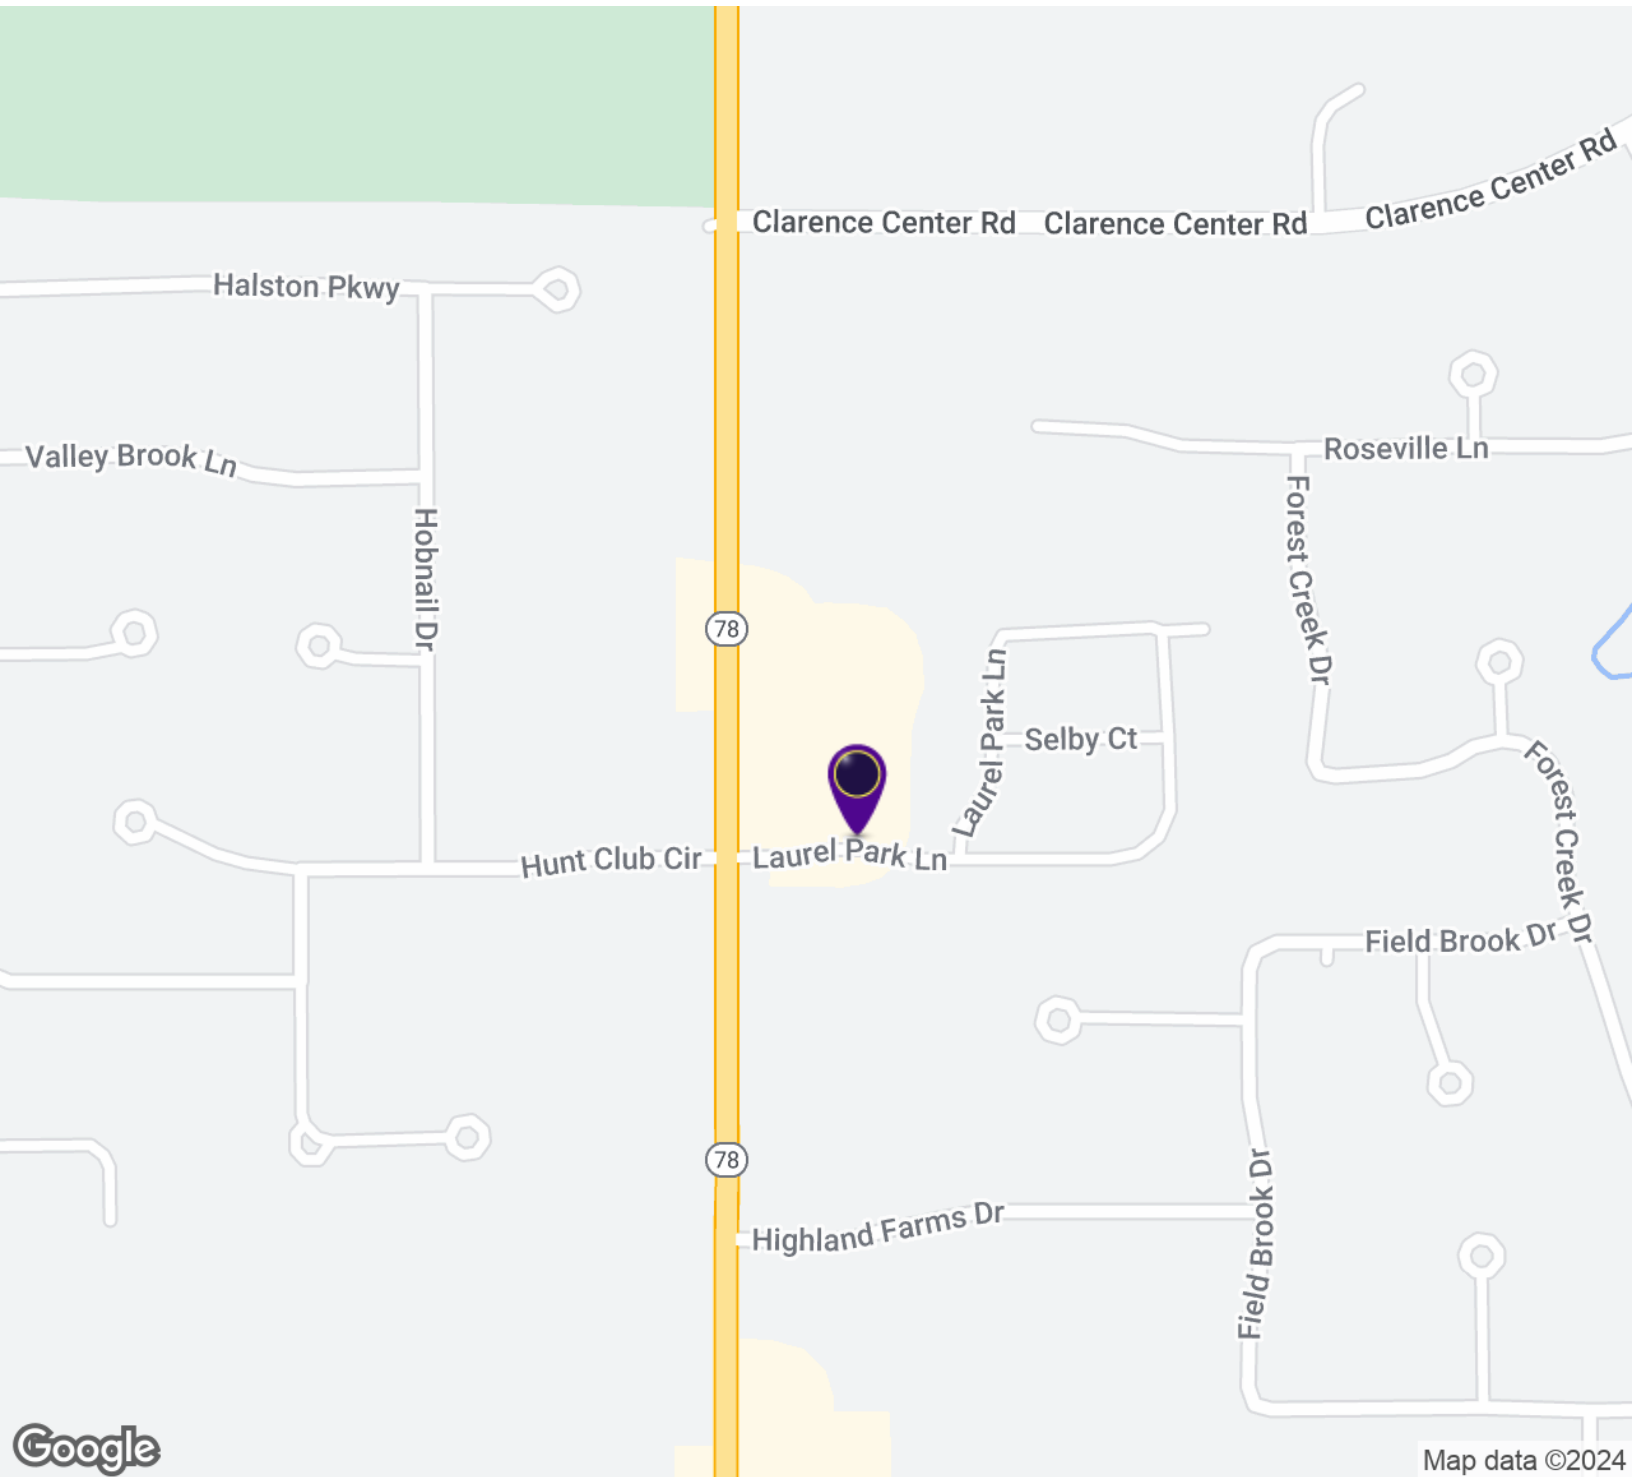 Clarence Center Rd
Clarence Center Rd
Clarence Center Rd
Halston Pkwy
Valley Brook Ln
Roseville Ln
Hobnail Dr
Forest Creek Dr
78
Laurel Park Ln
Selby Ct
Forest Creek Dr
Hunt Club Cir
Laurel Park Ln
Field Brook Dr
78
Highland Farms Dr
Field Brook Dr
Google
Map data ©2024